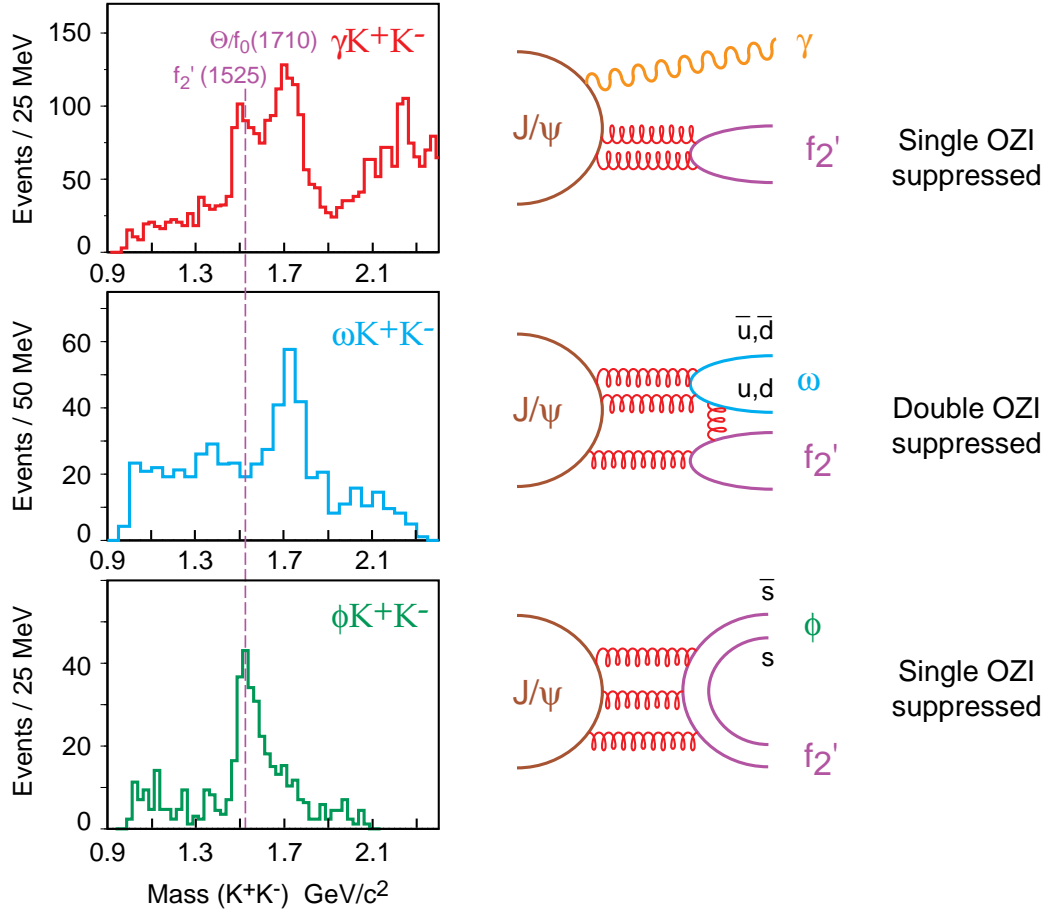 150
100
50
0
Events / 25 MeV
Θ/f0(1710)
f2' (1525)
γK+K-
0.9 1.3 1.7 2.1
J/ψ
γ
f2'
Single OZI
suppressed
60
40
20
0
Events / 50 MeV
ωK+K-
0.9 1.3 1.7 2.1
J/ψ
u̅,d̅
u,d
ω
f2'
Double OZI
suppressed
40
20
0
Events / 25 MeV
ϕK+K-
0.9 1.3 1.7 2.1
Mass (K+K-) GeV/c2
J/ψ
s̅
ϕ
s
f2'
Single OZI
suppressed